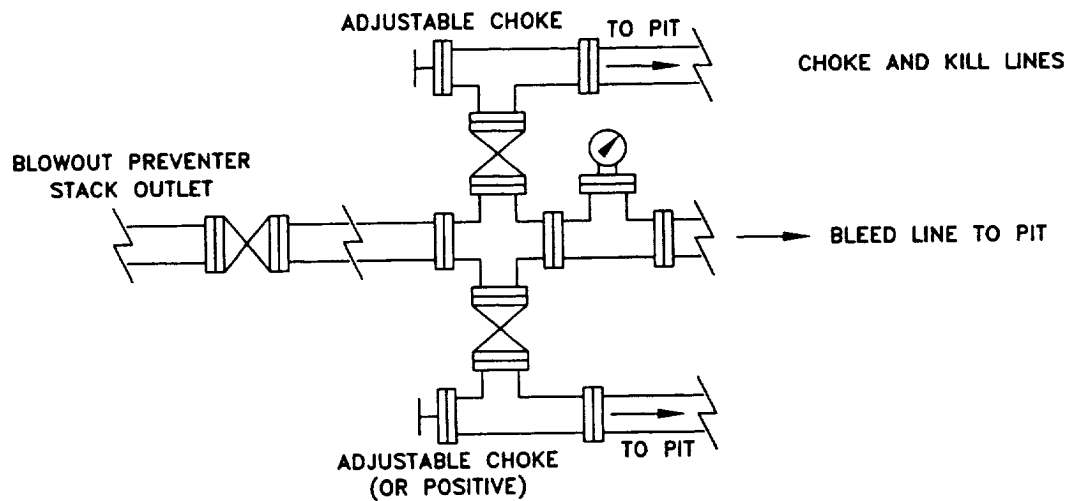 ADJUSTABLE CHOKE
TO PIT
CHOKE AND KILL LINES
BLOWOUT PREVENTER
STACK OUTLET
BLEED LINE TO PIT
TO PIT
ADJUSTABLE CHOKE
(OR POSITIVE)